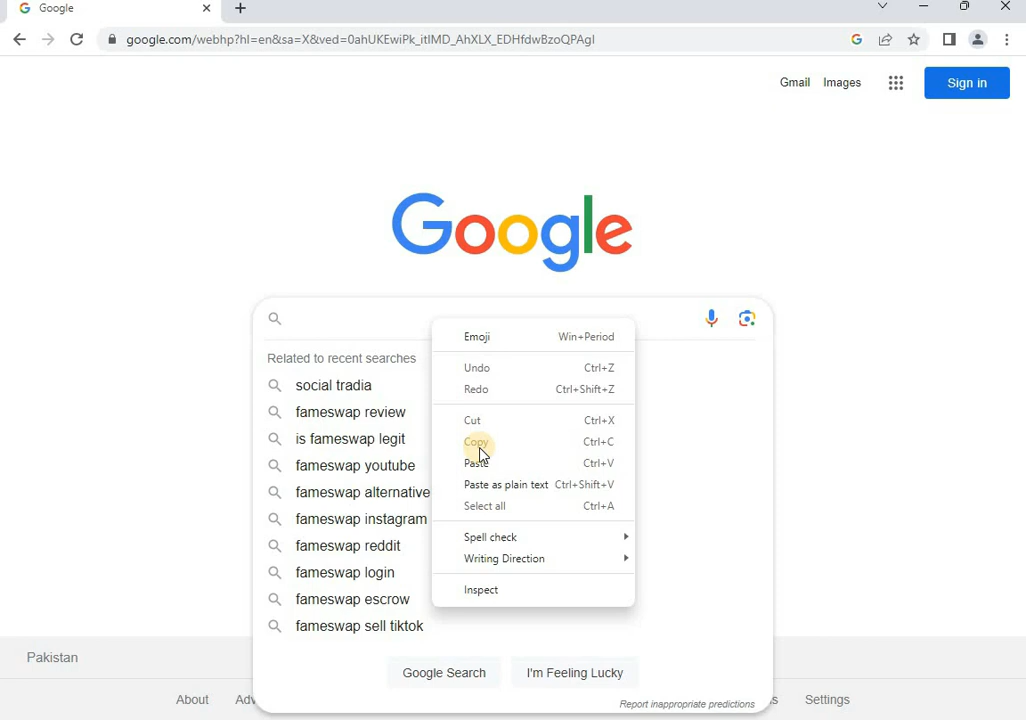 Google
google.com/webhp?hl=en&sa=X&ved=0ahUKEwiPk_itIMD_AhXLX_EDHfdwBzoQPAgI
Gmail Images Sign in
Google
Emoji Win+Period
Related to recent searches
Undo Ctrl+Z
social tradia
Redo Ctrl+Shift+Z
fameswap review
Cut Ctrl+X
is fameswap legit
Copy Ctrl+C
fameswap youtube
Paste Ctrl+V
Paste as plain text Ctrl+Shift+V
fameswap alternative
Select all Ctrl+A
fameswap instagram
Spell check
fameswap reddit
Writing Direction
fameswap login
Inspect
fameswap escrow
fameswap sell tiktok
Pakistan
Google Search I'm Feeling Lucky
About Adv Settings
Report inappropriate predictions